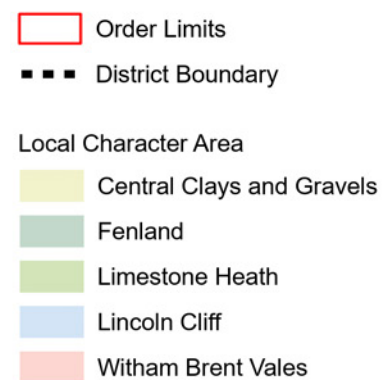 Order Limits
District Boundary
Local Character Area
Central Clays and Gravels
Fenland
Limestone Heath
Lincoln Cliff
Witham Brent Vales